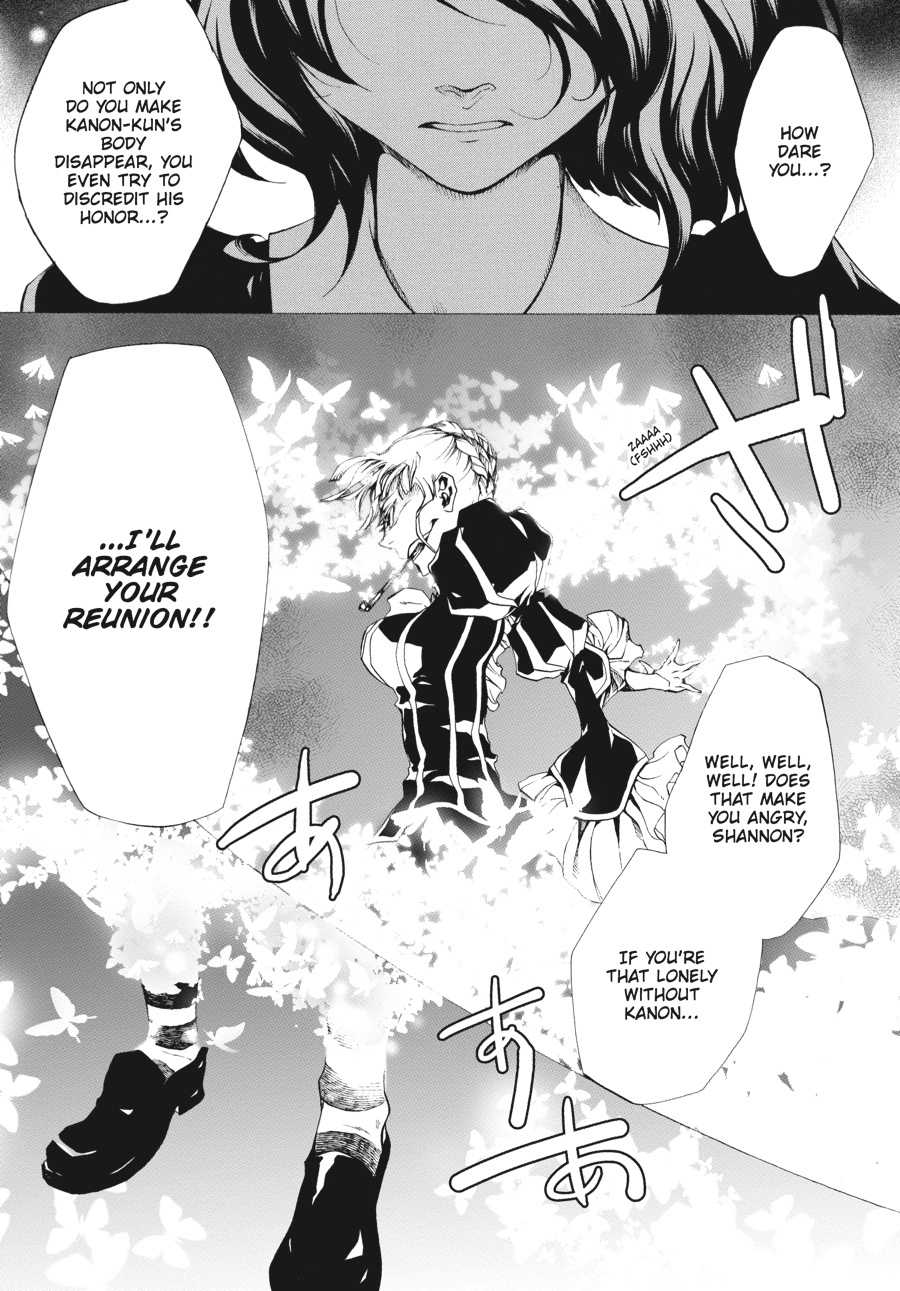 HOW
DARE
YOU...?
NOT ONLY
DO YOU MAKE
KANON-KUN'S
BODY
DISAPPEAR, YOU
EVEN TRY TO
DISCREDIT HIS
HONOR...?
ザ
ZAAAA
(FSHHH)
WELL, WELL,
WELL! DOES
THAT MAKE
YOU ANGRY,
SHANNON?
IF YOU'RE
THAT LONELY
WITHOUT
KANON...
...I'LL
ARRANGE
YOUR
REUNION!!
あ
あ
あ